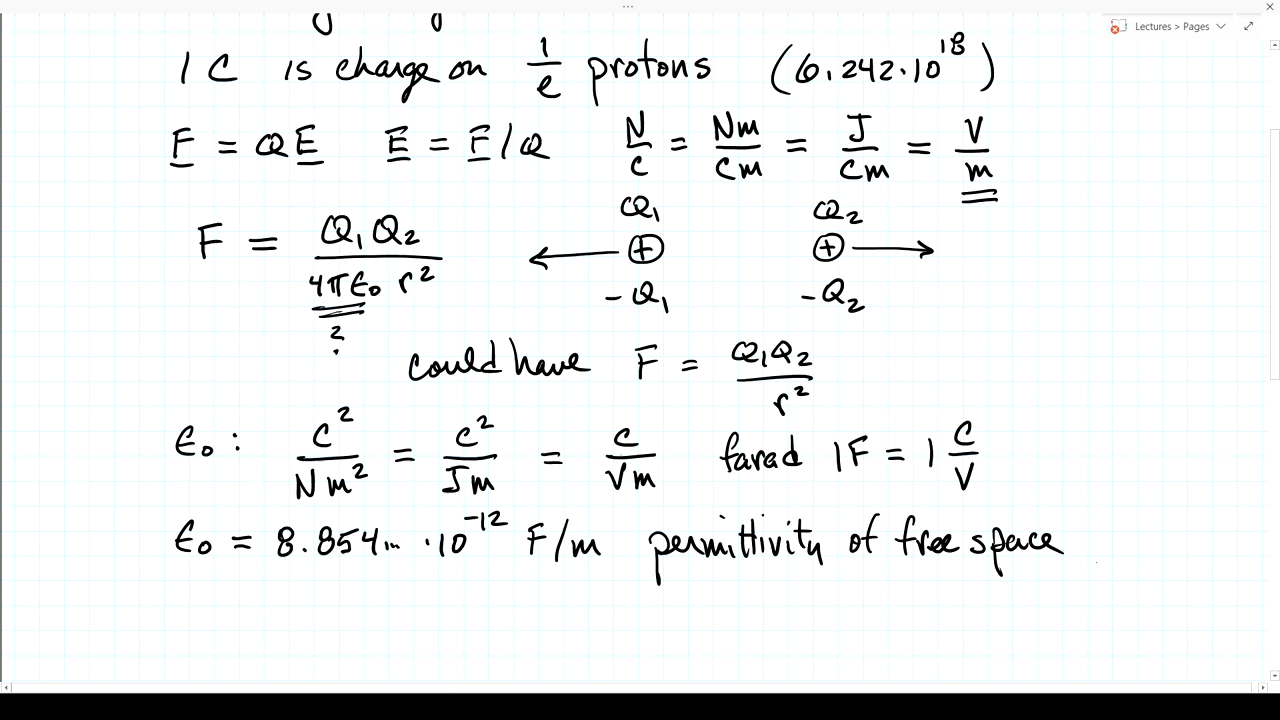 Lectures > Pages
1 C is charge on 1/e protons (6.242·10^18)
F = QE E = F/Q N/C = Nm/Cm = J/Cm = V/m
Q₁ Q₂
F = Q₁Q₂/(4πϵ₀ r²) + +
-Q₁ -Q₂
?
could have F = Q₁Q₂/r²
ϵ₀: C²/(Nm²) = C²/(Jm) = C/(Vm) farad 1F = 1 C/V
ϵ₀ = 8.854... ·10^-12 F/m permittivity of free space